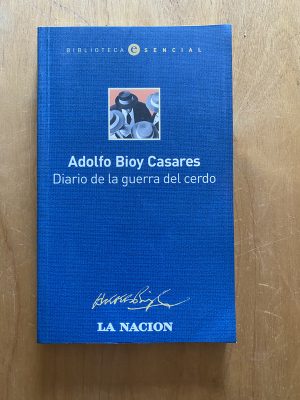 BIBLIOTECA eSENCIAL
Adolfo Bioy Casares
Diario de la guerra del cerdo
LA NACION